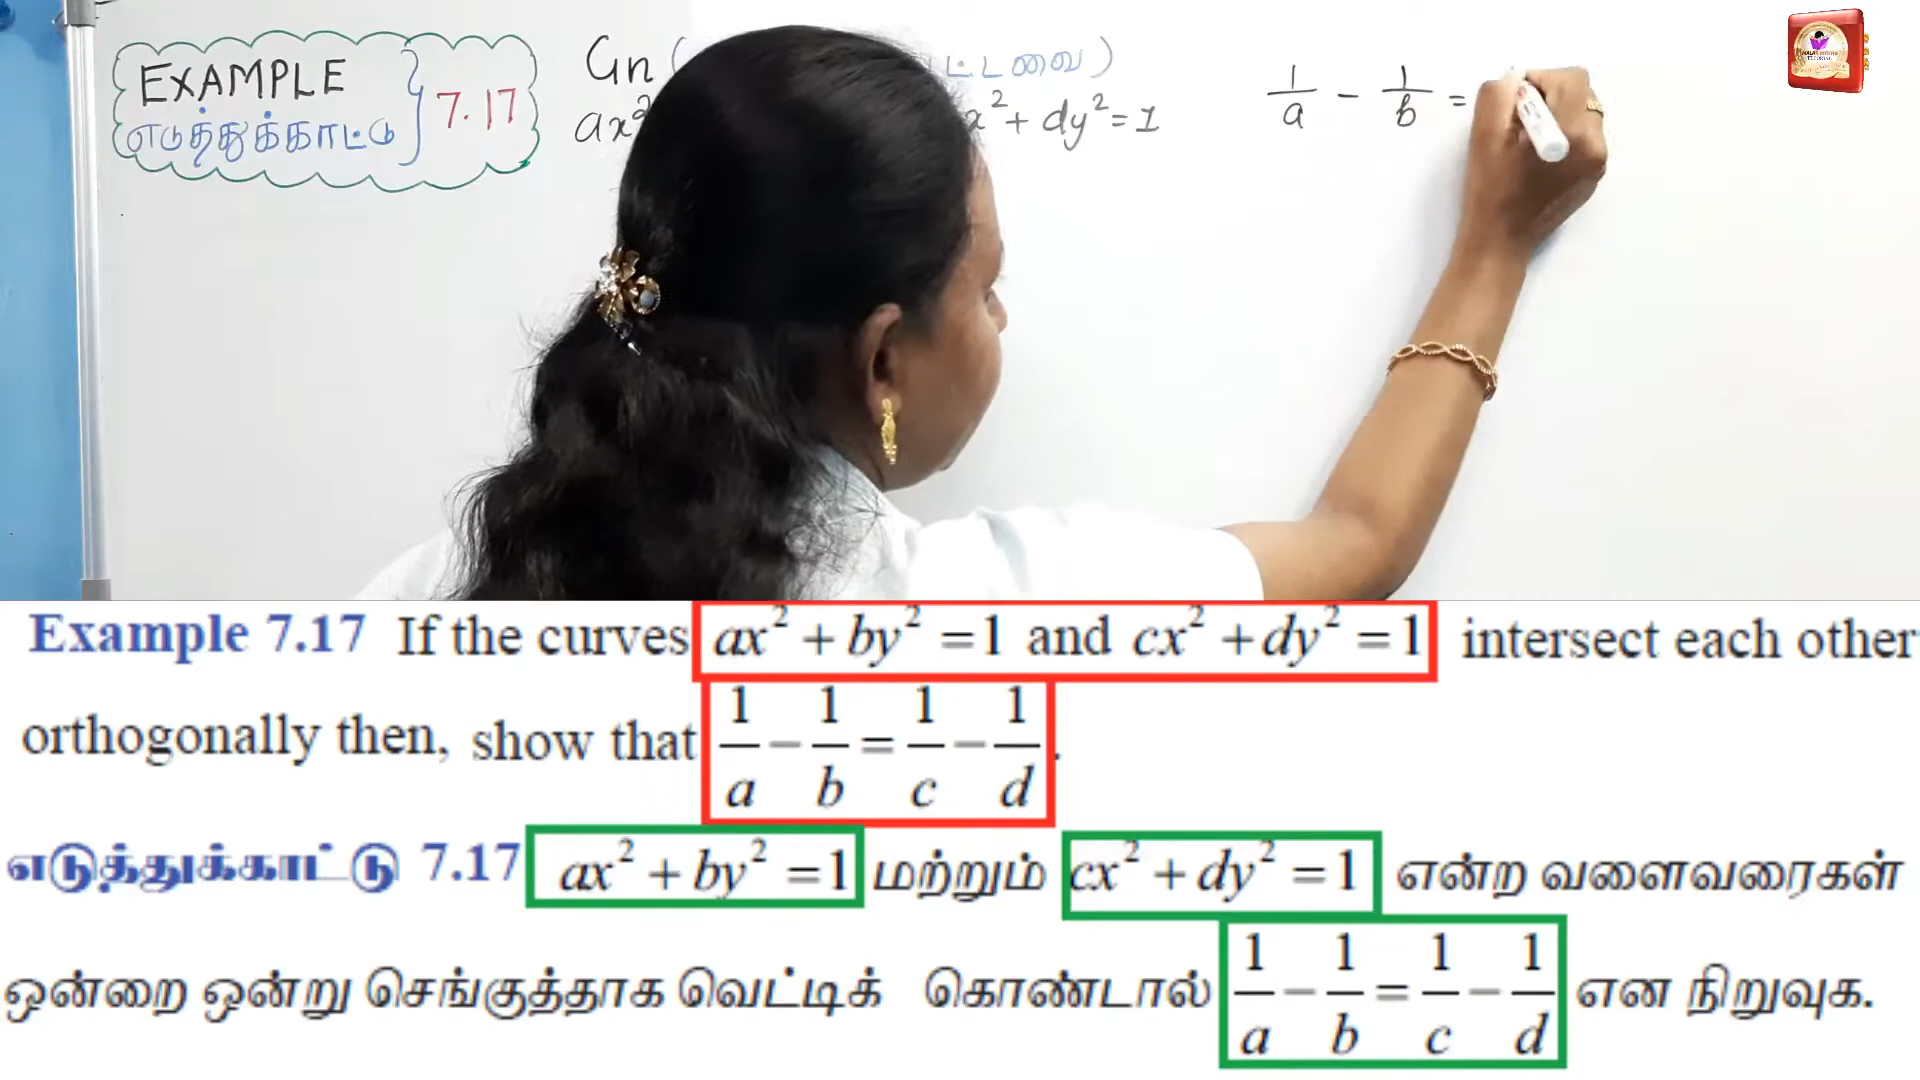 EXAMPLE
எடுத்துக்காட்டு } 7.17
Gn ( ட்டவை)
ax² x² + dy² = 1
1/a - 1/b =
Example 7.17 If the curves ax² + by² = 1 and cx² + dy² = 1 intersect each other
orthogonally then, show that 1/a - 1/b = 1/c - 1/d.
எடுத்துக்காட்டு 7.17 ax² + by² = 1 மற்றும் cx² + dy² = 1 என்ற வளைவரைகள்
ஒன்றை ஒன்று செங்குத்தாக வெட்டிக் கொண்டால் 1/a - 1/b = 1/c - 1/d என நிறுவுக.